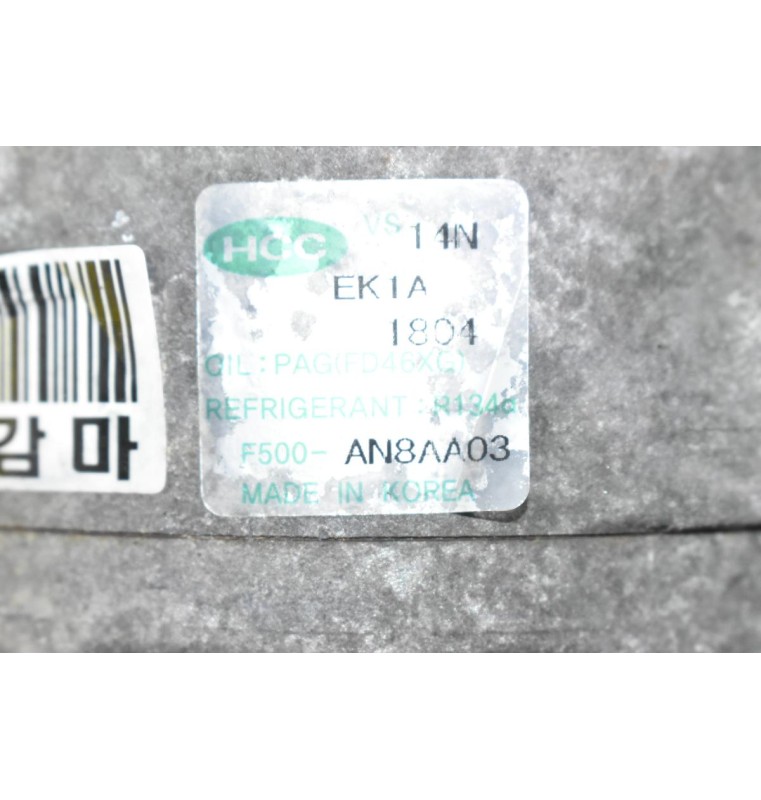 HCC VS 14N
EK1A
1804
OIL: PAG(FD46XG)
REFRIGERANT: R134a
F500- AN8AA03
MADE IN KOREA
감마